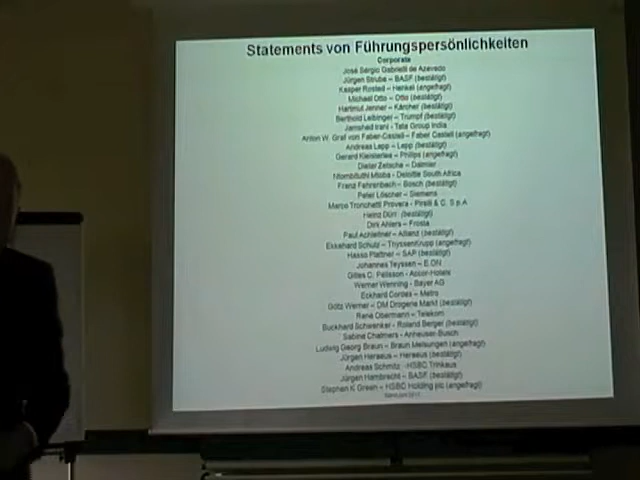 Statements von Führungspersönlichkeiten
Corporate
José Sérgio Gabrielli de Azevedo
Jürgen Strube – BASF (bestätigt)
Kasper Rorsted – Henkel (angefragt)
Michael Otto – Otto (bestätigt)
Hartmut Jenner – Kärcher (bestätigt)
Berthold Leibinger – Trumpf (bestätigt)
Jamshed Irani - Tata Group India
Anton W. Graf von Faber-Castell – Faber Castell (angefragt)
Andreas Lapp – Lapp (bestätigt)
Gerard Kleisterlee – Philips (angefragt)
Dieter Zetsche – Daimler
Mloba - Deloitte South Africa
Franz Fehrenbach – Bosch (bestätigt)
Peter Löscher – Siemens
Marco Tronchetti Provera - Pirelli & C. S.p.A
Heinz Dürr (bestätigt)
Dirk Ahlers – Frosta
Paul Achleitner – Allianz (bestätigt)
Ekkehard Schulz – ThyssenKrupp (angefragt)
Hasso Plattner – SAP (bestätigt)
Johannes Teyssen – E.ON
Gilles C. Pélisson - Accor-Hotels
Werner Wenning - Bayer AG
Eckhard Cordes – Metro
Götz Werner – DM Drogerie Markt (bestätigt)
René Obermann – Telekom
Burckhard Schwenker - Roland Berger (bestätigt)
Sabine Chalmers - Anheuser-Busch
Ludwig Georg Braun – Braun Melsungen (angefragt)
Jürgen Heraeus – Heraeus (bestätigt)
Andreas Schmitz - HSBC Trinkaus
Jürgen Hambrecht – BASF (bestätigt)
Stephen K Green – HSBC Holding plc (angefragt)